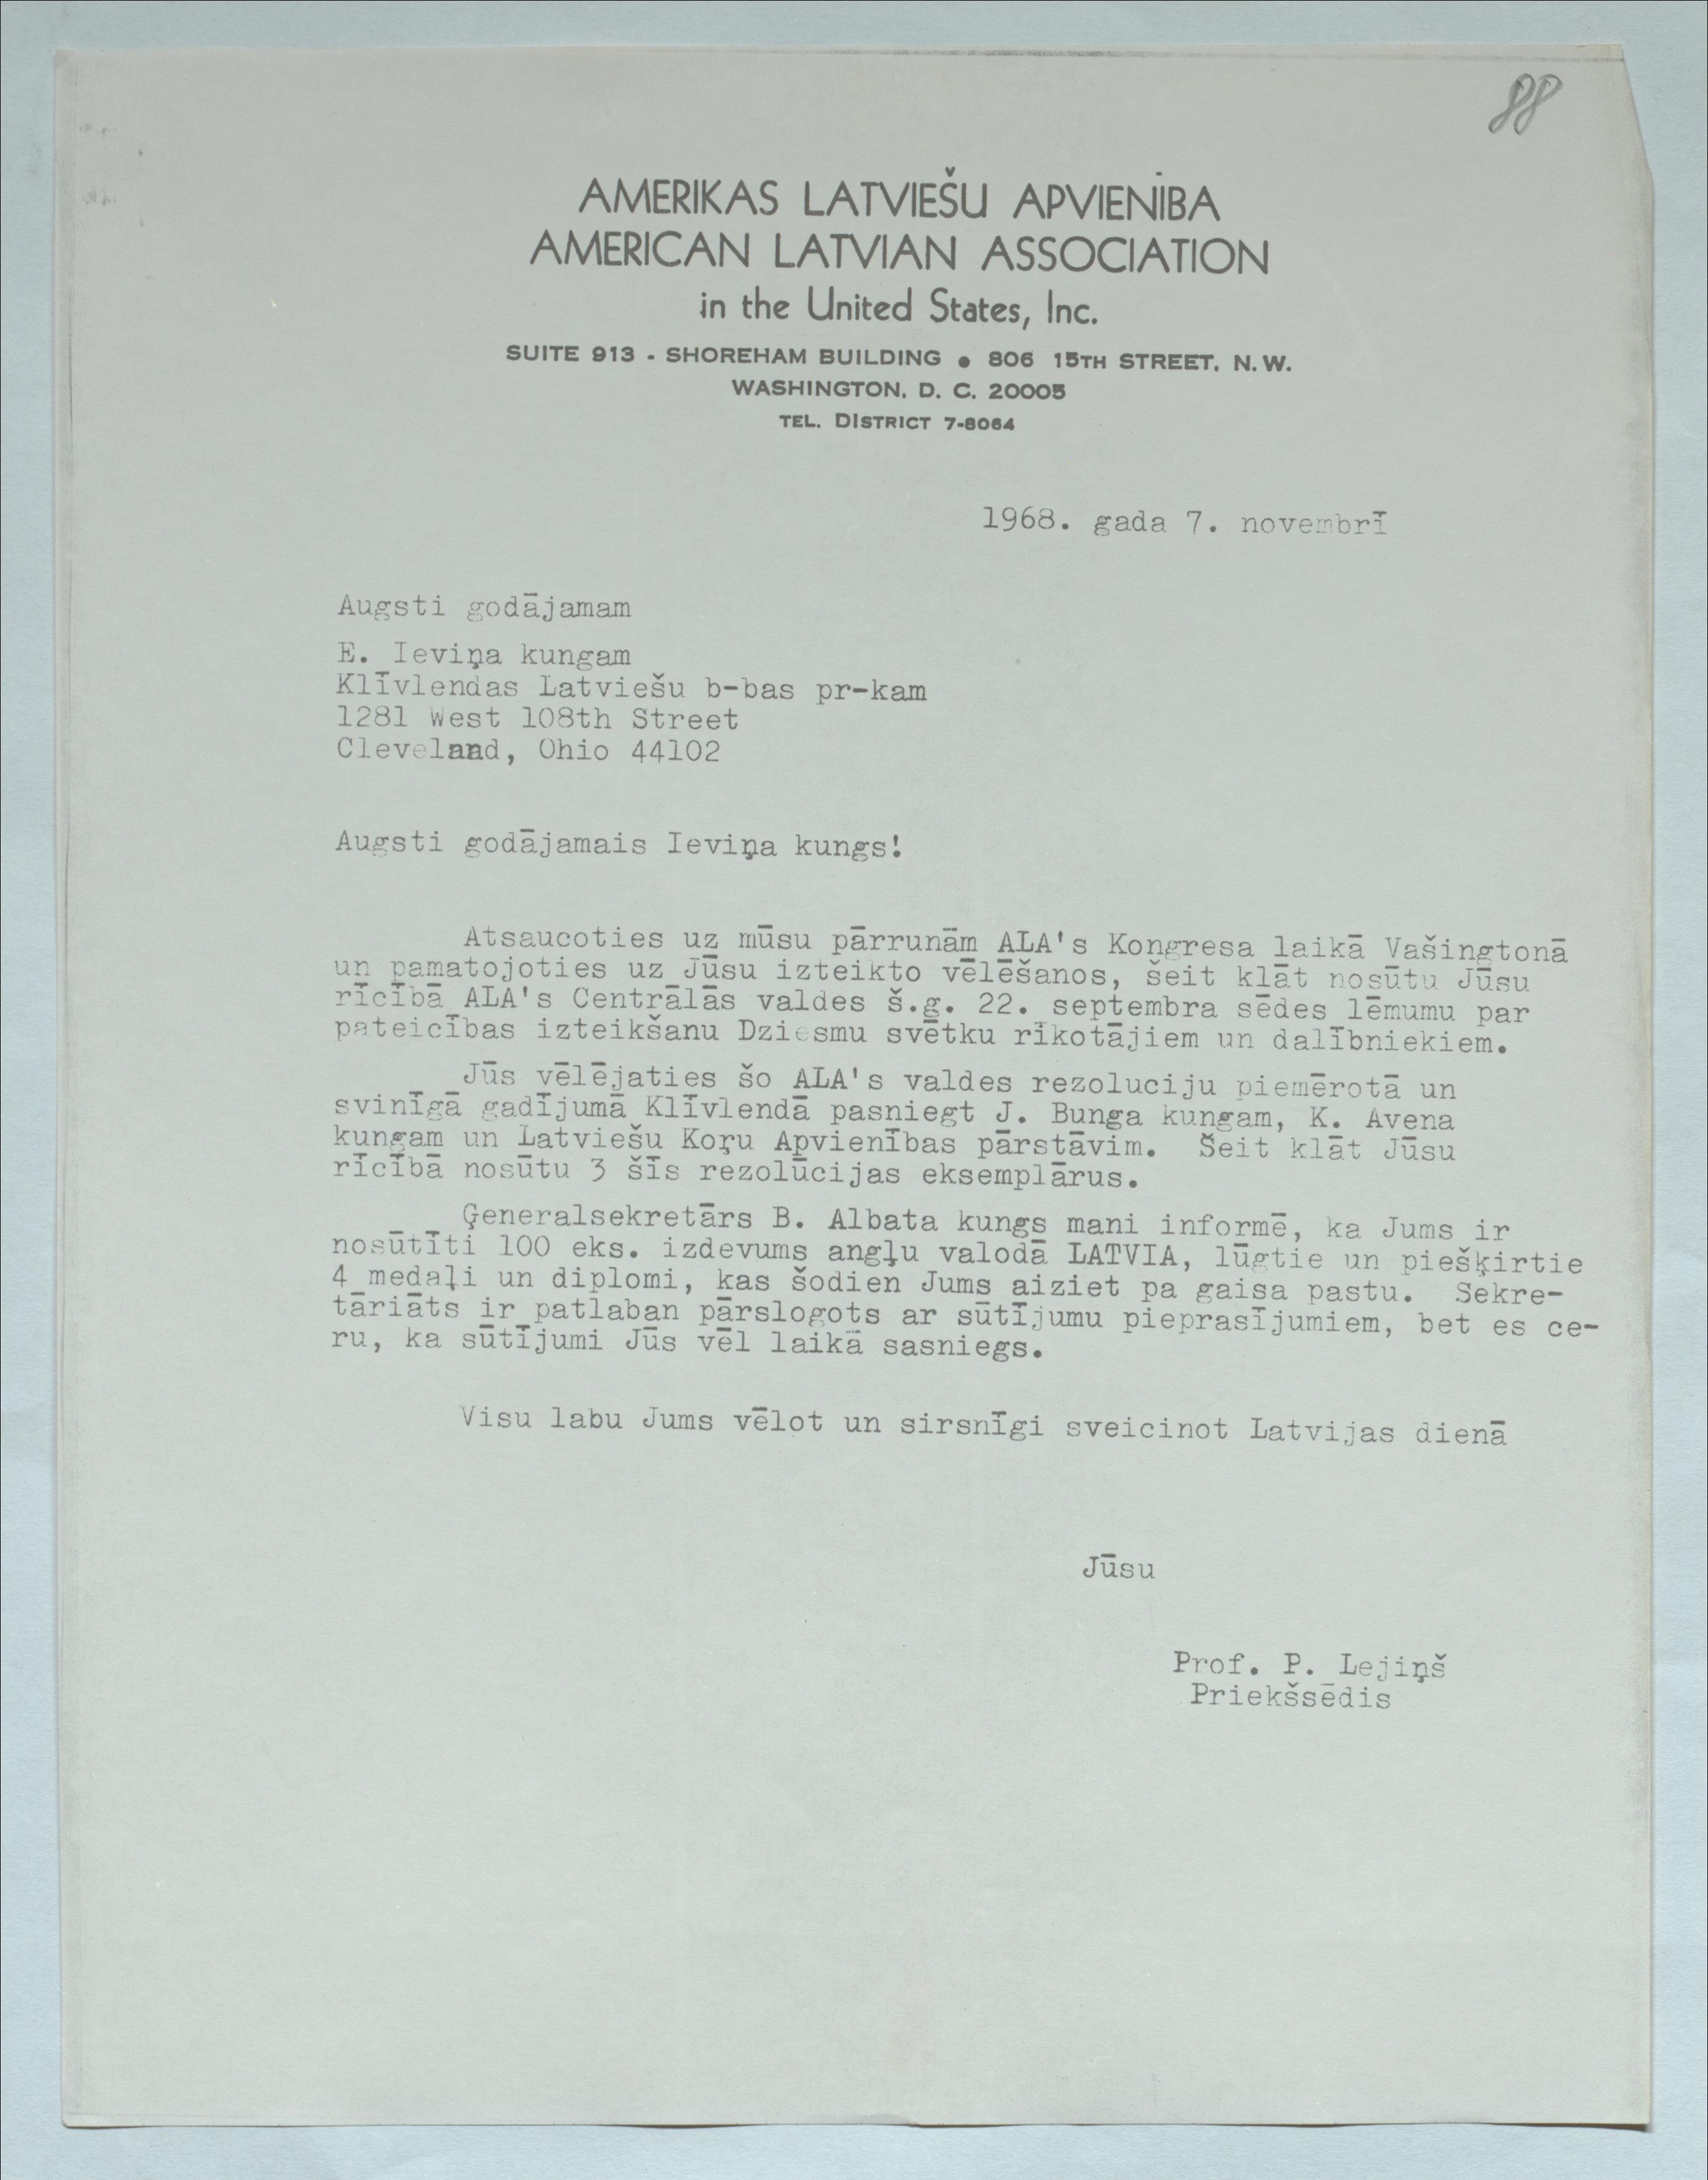 88
AMERIKAS LATVIEŠU APVIENĪBA
AMERICAN LATVIAN ASSOCIATION
in the United States, Inc.
SUITE 913 - SHOREHAM BUILDING ● 806 15TH STREET, N.W.
WASHINGTON, D. C. 20005
TEL. DISTRICT 7-8064
1968. gada 7. novembrī
Augsti godājamam
E. Ieviņa kungam
Klīvlendas Latviešu b-bas pr-kam
1281 West 108th Street
Cleveland, Ohio 44102
Augsti godājamais Ieviņa kungs!
Atsaucoties uz mūsu pārrunām ALA's Kongresa laikā Vašingtonā
un pamatojoties uz Jūsu izteikto vēlēšanos, šeit klāt nosūtu Jūsu
rīcībā ALA's Centrālās valdes š.g. 22. septembra sēdes lēmumu par
pateicības izteikšanu Dziesmu svētku rīkotājiem un dalībniekiem.
Jūs vēlējaties šo ALA's valdes rezoluciju piemērotā un
svinīgā gadījumā Klīvlendā pasniegt J. Bunga kungam, K. Avena
kungam un Latviešu Koŗu Apvienības pārstāvim. Šeit klāt Jūsu
rīcībā nosūtu 3 šīs rezolūcijas eksemplārus.
Ģeneralsekretārs B. Albata kungs mani informē, ka Jums ir
nosūtīti 100 eks. izdevums angļu valodā LATVIA, lūgtie un piešķirtie
4 medaļi un diplomi, kas šodien Jums aiziet pa gaisa pastu. Sekre-
tāriāts ir patlaban pārslogots ar sūtījumu pieprasījumiem, bet es ce-
ru, ka sūtījumi Jūs vēl laikā sasniegs.
Visu labu Jums vēlot un sirsnīgi sveicinot Latvijas dienā
Jūsu
Prof. P. Lejiņš
Priekšsēdis